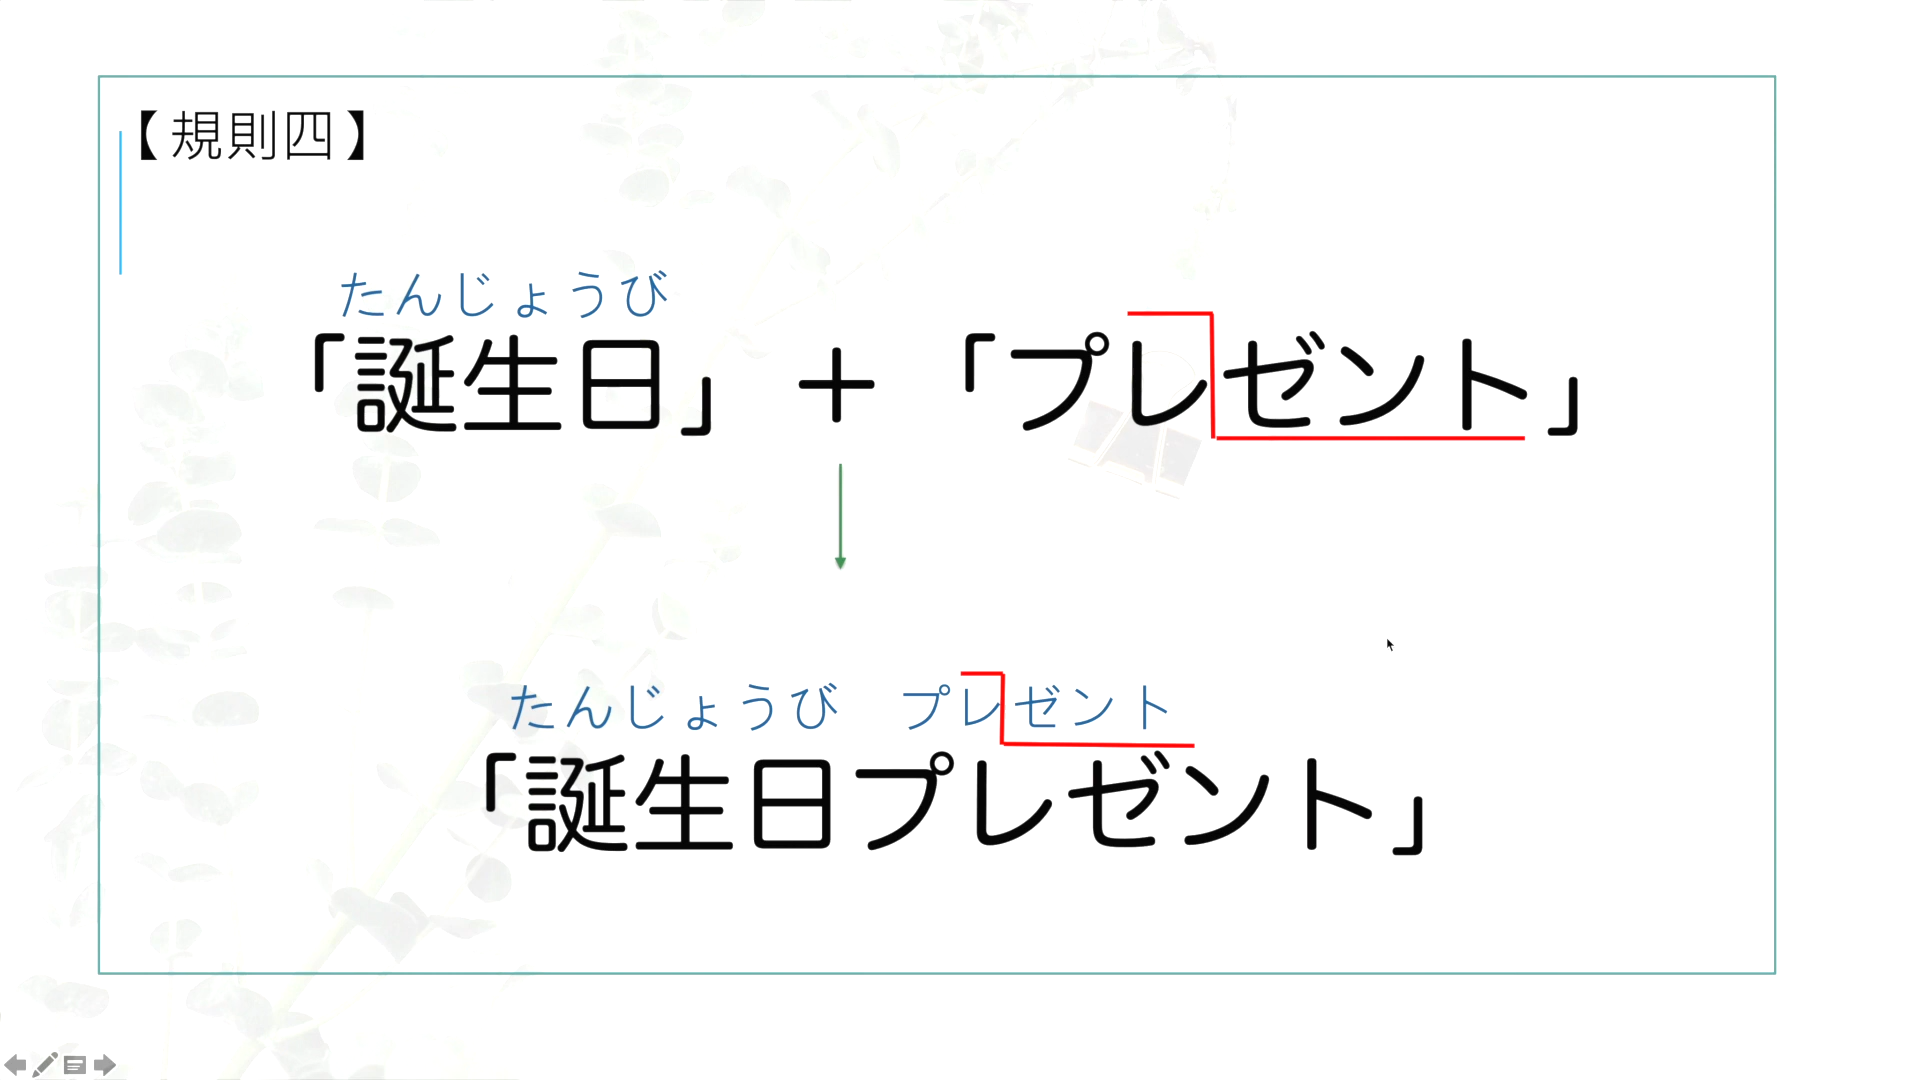 【規則四】
たんじょうび
「誕生日」＋「プレゼント」
たんじょうび　プレゼント
「誕生日プレゼント」